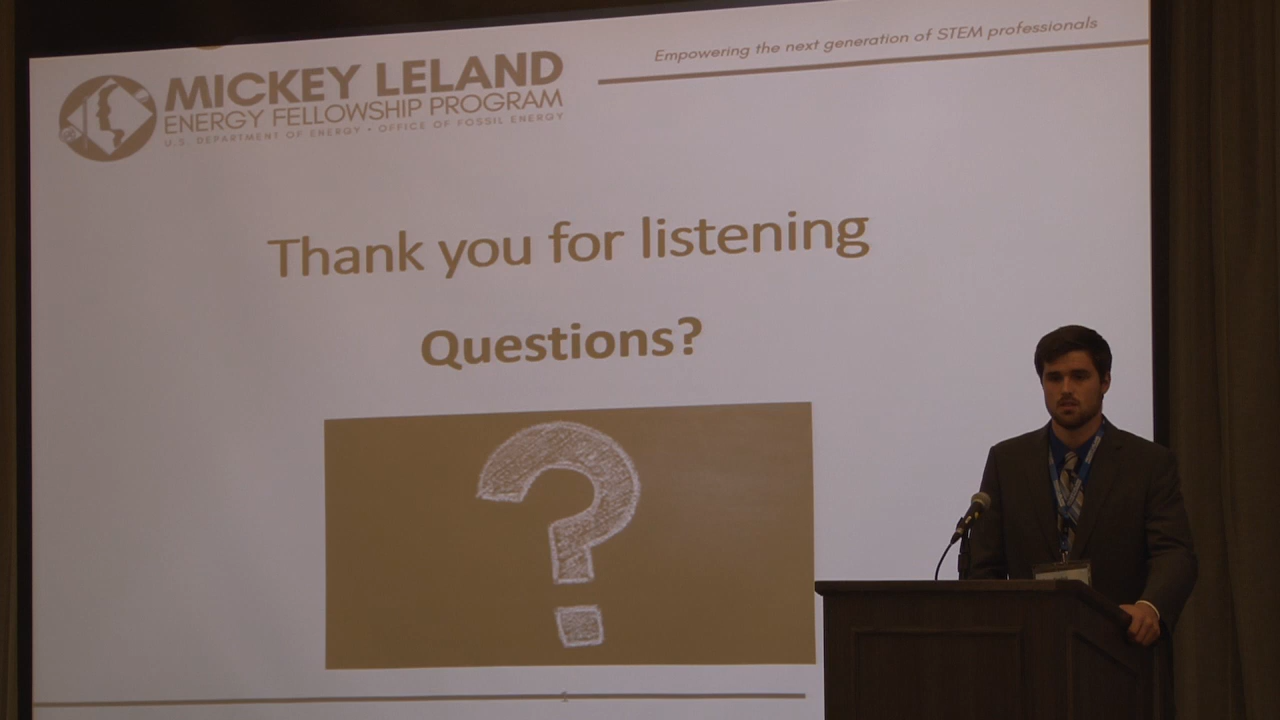 MICKEY LELAND
ENERGY FELLOWSHIP PROGRAM
U.S. DEPARTMENT OF ENERGY • OFFICE OF FOSSIL ENERGY
Empowering the next generation of STEM professionals
Thank you for listening
Questions?
?